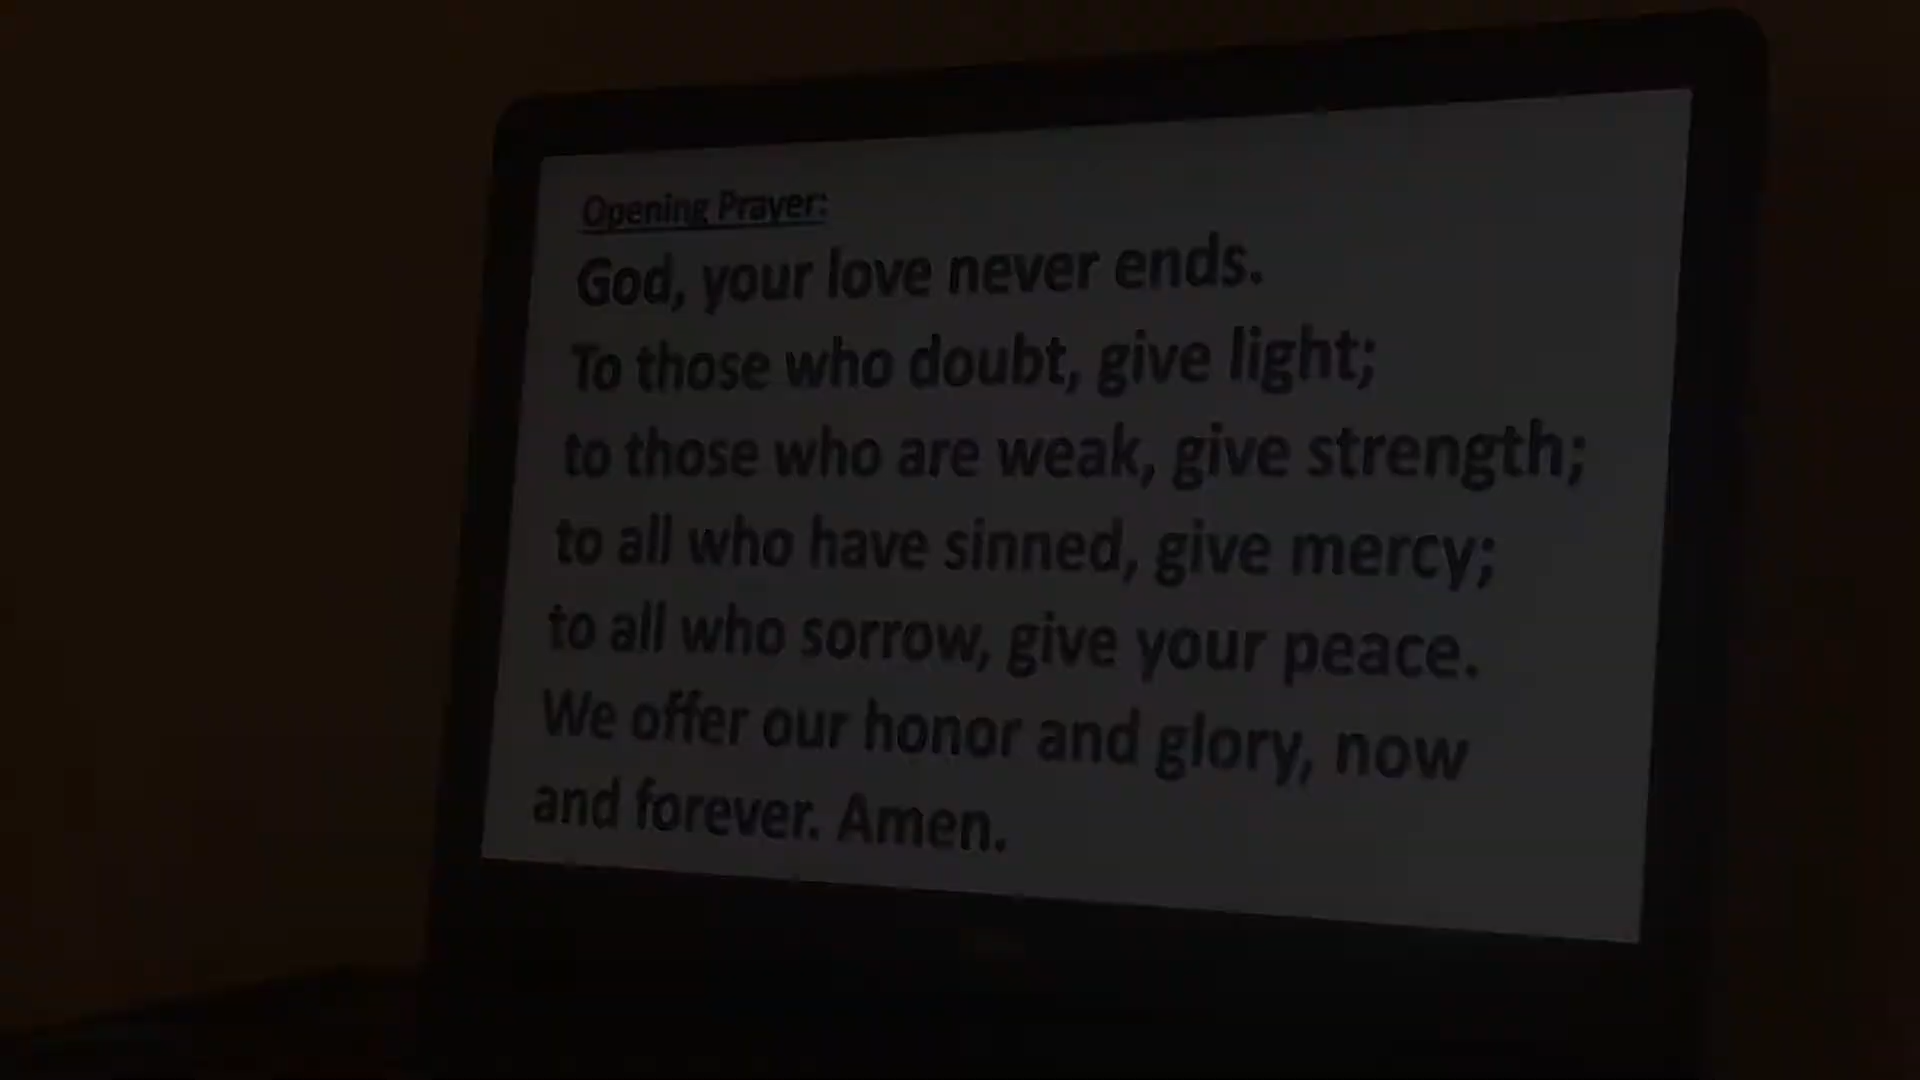 Opening Prayer:
God, your love never ends.
To those who doubt, give light;
to those who are weak, give strength;
to all who have sinned, give mercy;
to all who sorrow, give your peace.
We offer our honor and glory, now
and forever. Amen.